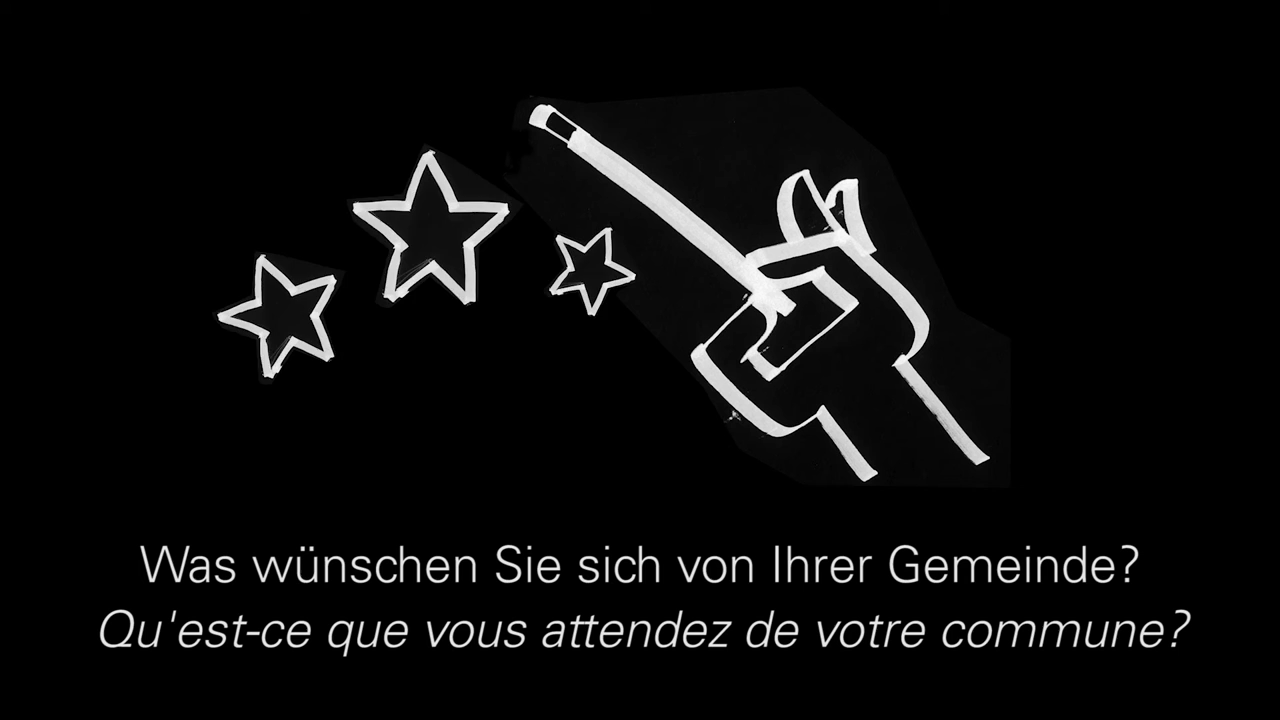 Was wünschen Sie sich von Ihrer Gemeinde?
Qu'est-ce que vous attendez de votre commune?